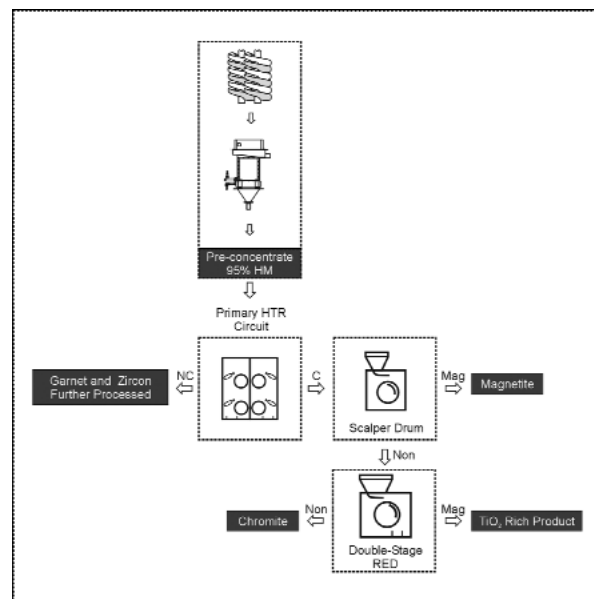 Pre-concentrate
95% HM
Primary HTR
Circuit
NC
C
Mag
Garnet and Zircon
Further Processed
Magnetite
Scalper Drum
Non
Non
Mag
Chromite
TiO₂ Rich Product
Double-Stage
RED